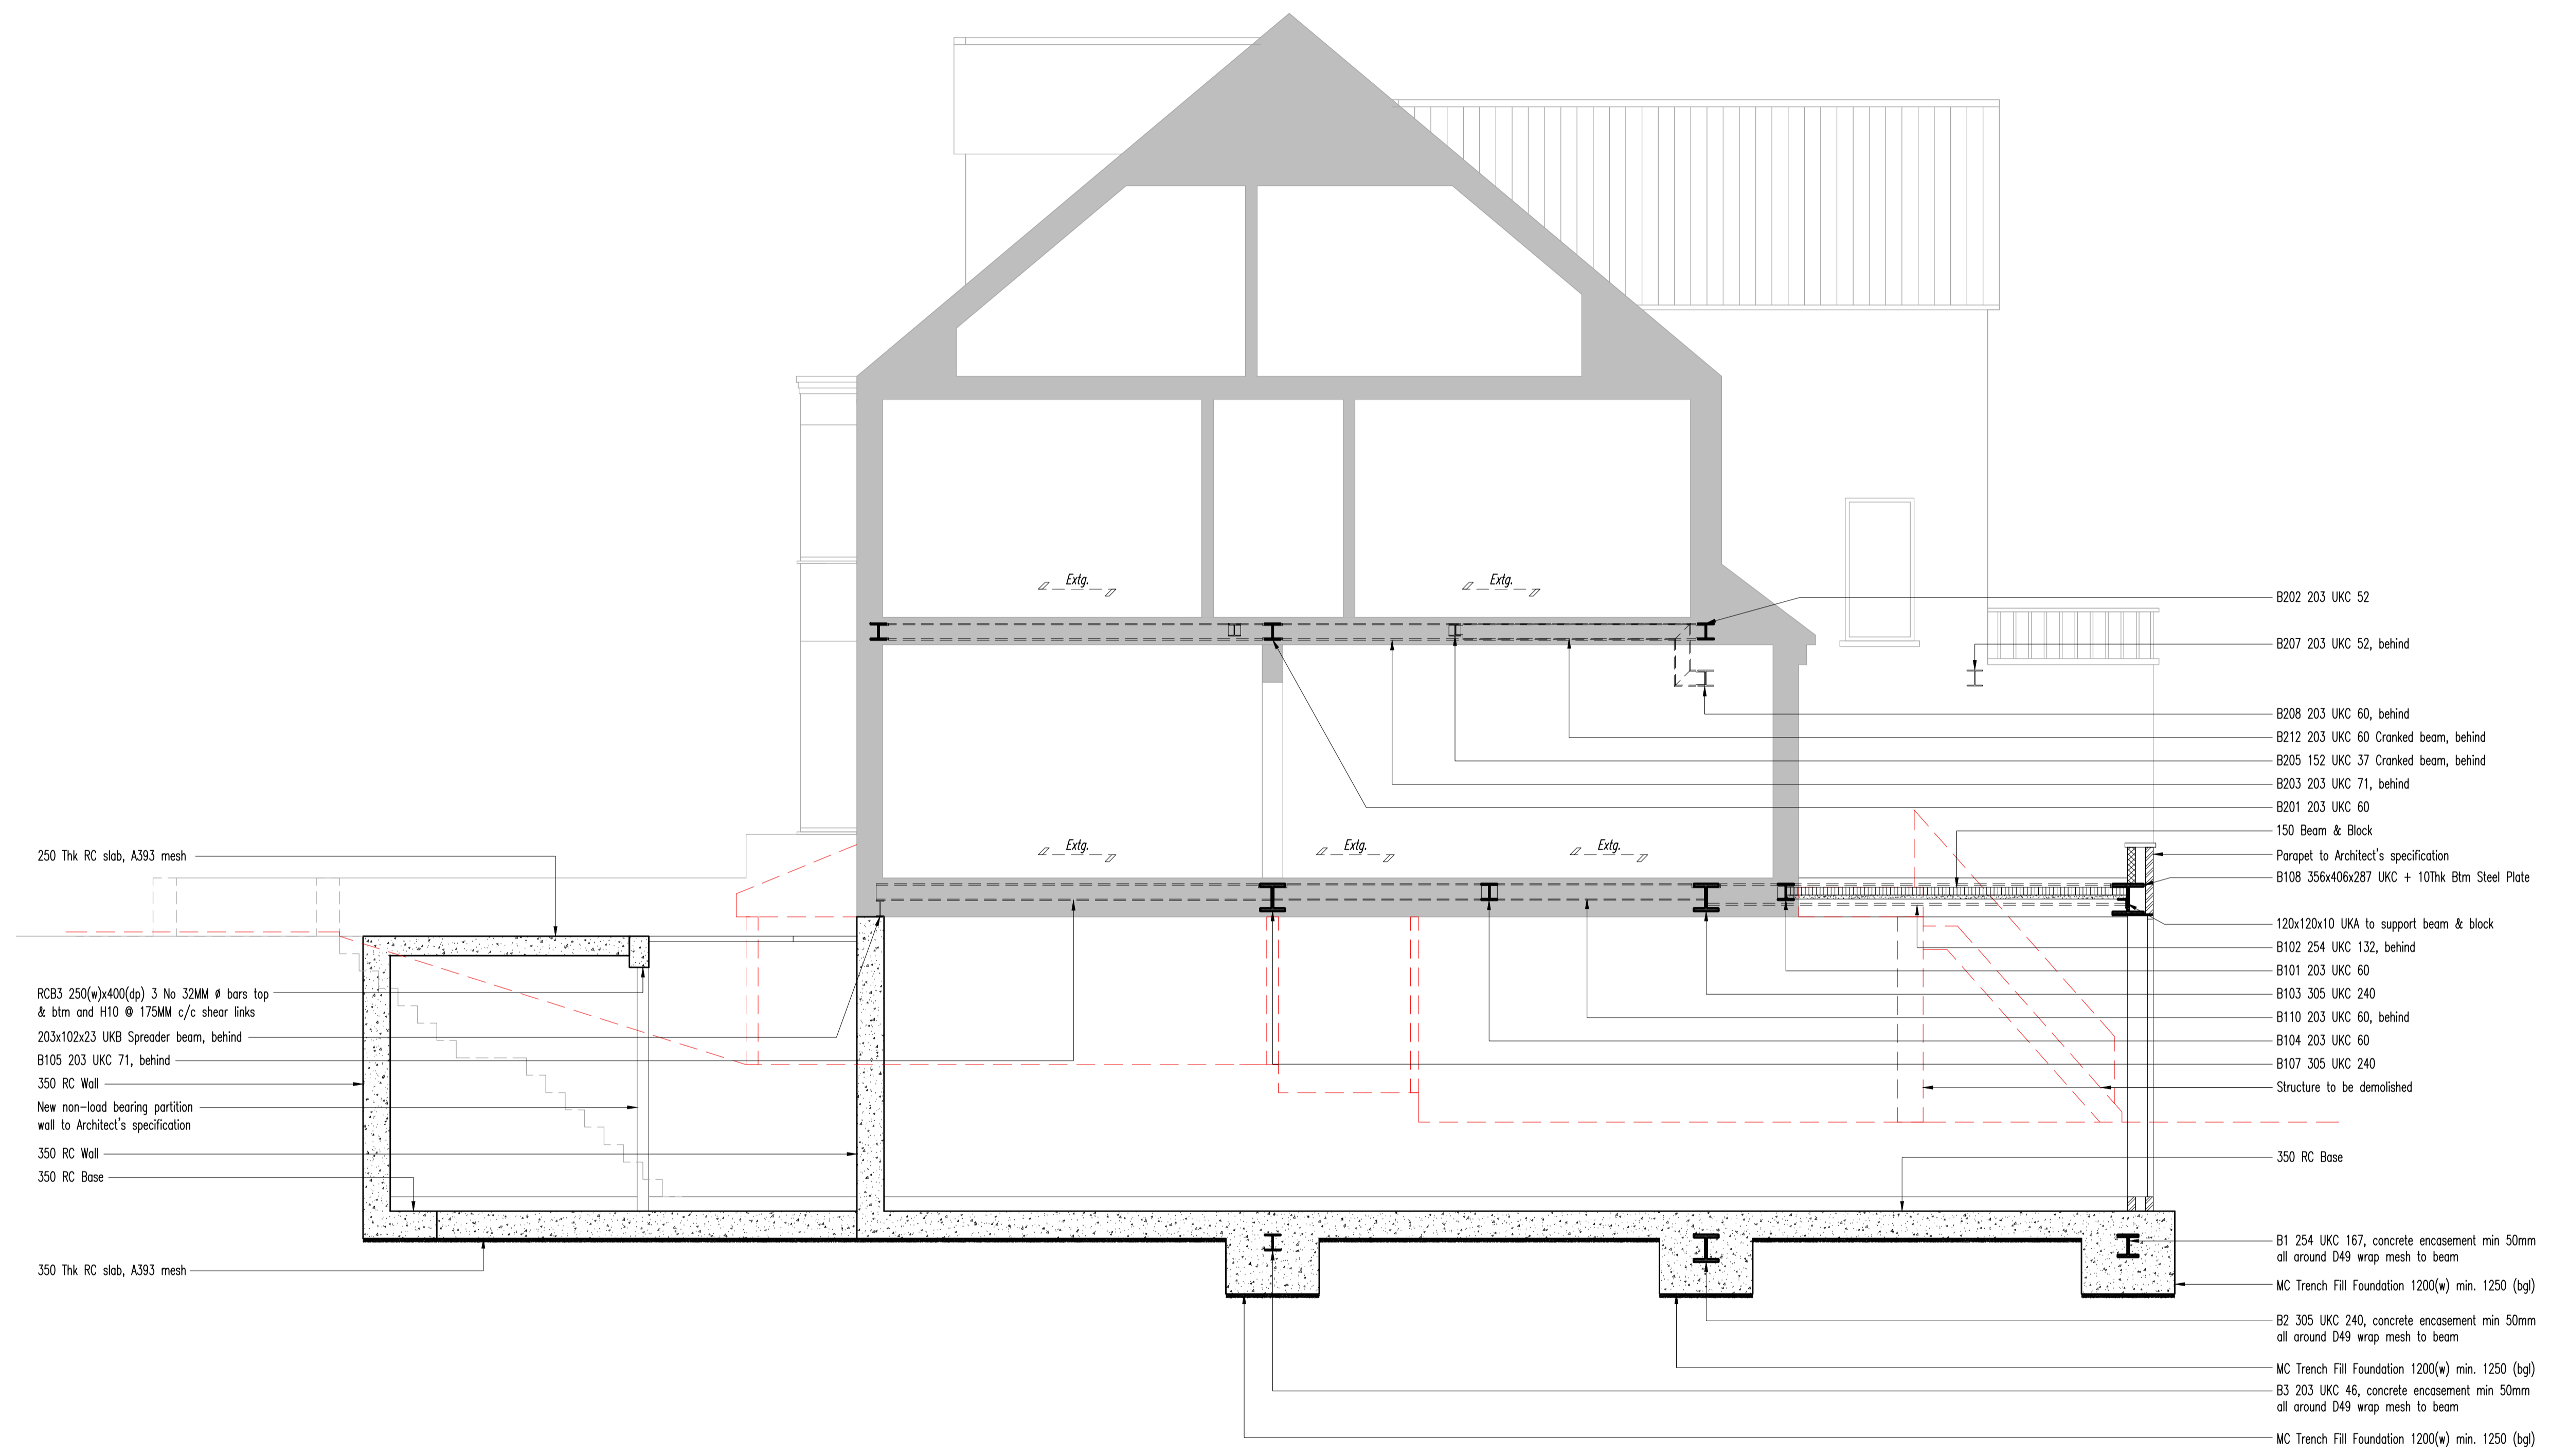 Extg.
Extg.
Extg.
Extg.
Extg.
250 Thk RC slab, A393 mesh
RCB3 250(w)x400(dp) 3 No 32MM ø bars top
& btm and H10 @ 175MM c/c shear links
203x102x23 UKB Spreader beam, behind
B105 203 UKC 71, behind
350 RC Wall
New non-load bearing partition
wall to Architect's specification
350 RC Wall
350 RC Base
350 Thk RC slab, A393 mesh
B202 203 UKC 52
B207 203 UKC 52, behind
B208 203 UKC 60, behind
B212 203 UKC 60 Cranked beam, behind
B205 152 UKC 37 Cranked beam, behind
B203 203 UKC 71, behind
B201 203 UKC 60
150 Beam & Block
Parapet to Architect's specification
B108 356x406x287 UKC + 10Thk Btm Steel Plate
120x120x10 UKA to support beam & block
B102 254 UKC 132, behind
B101 203 UKC 60
B103 305 UKC 240
B110 203 UKC 60, behind
B104 203 UKC 60
B107 305 UKC 240
Structure to be demolished
350 RC Base
B1 254 UKC 167, concrete encasement min 50mm
all around D49 wrap mesh to beam
MC Trench Fill Foundation 1200(w) min. 1250 (bgl)
B2 305 UKC 240, concrete encasement min 50mm
all around D49 wrap mesh to beam
MC Trench Fill Foundation 1200(w) min. 1250 (bgl)
B3 203 UKC 46, concrete encasement min 50mm
all around D49 wrap mesh to beam
MC Trench Fill Foundation 1200(w) min. 1250 (bgl)